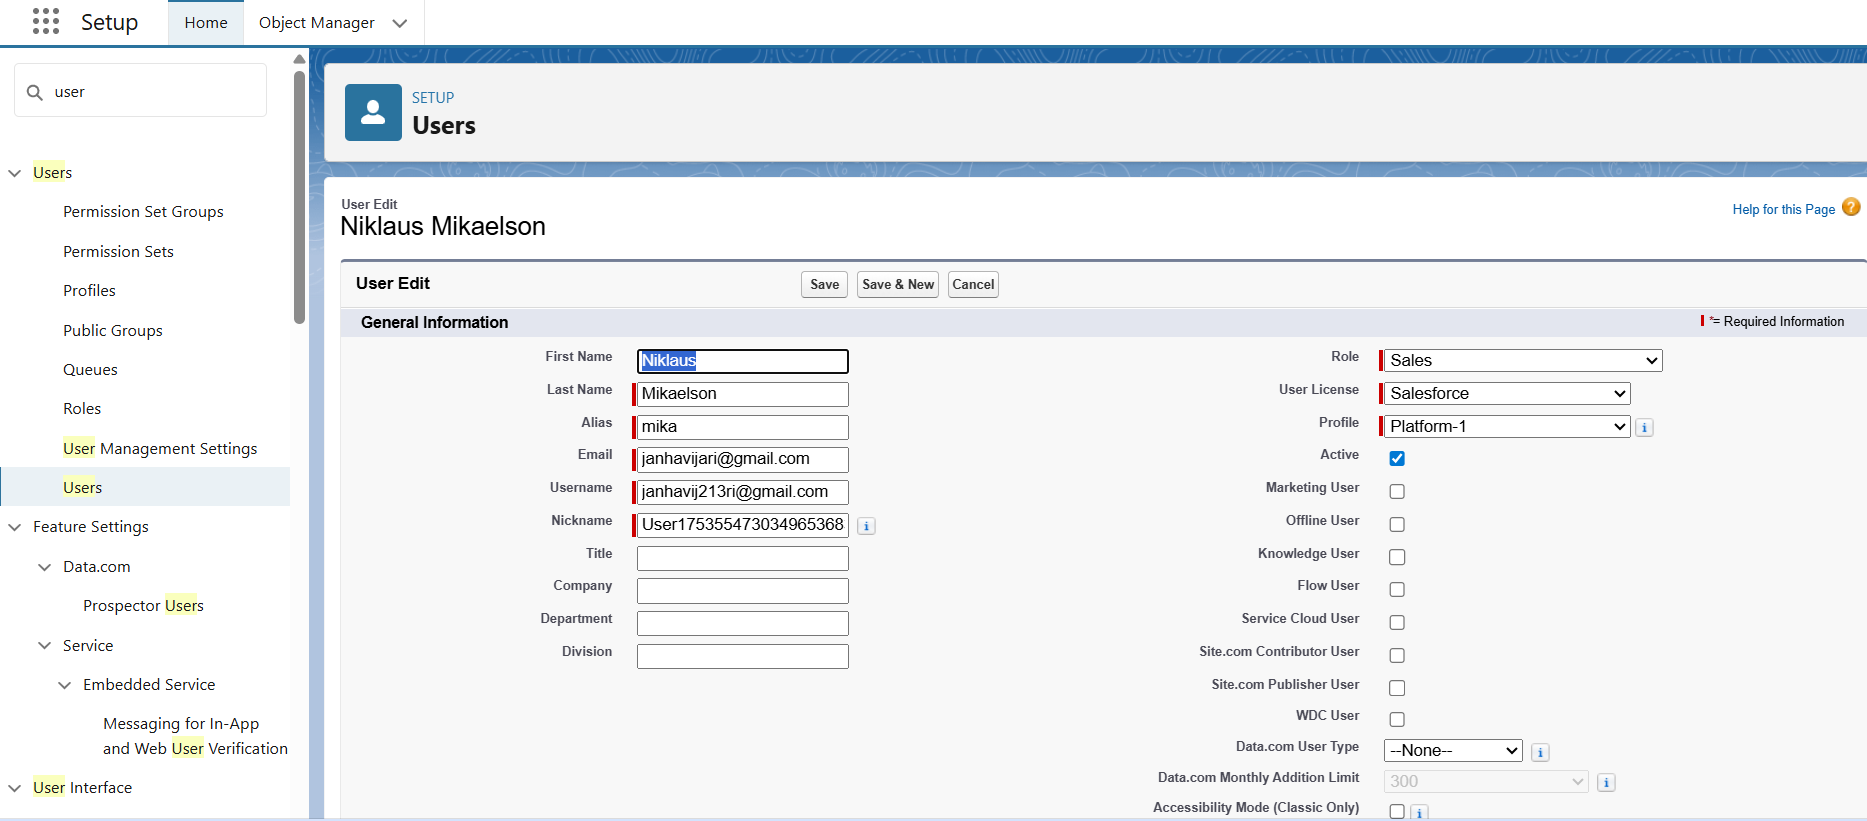 Setup
Home
Object Manager
user
Users
Permission Set Groups
Permission Sets
Profiles
Public Groups
Queues
Roles
User Management Settings
Users
Feature Settings
Data.com
Prospector Users
Service
Embedded Service
Messaging for In-App
and Web User Verification
User Interface
SETUP
Users
User Edit
Niklaus Mikaelson
Help for this Page ?
User Edit
Save
Save & New
Cancel
General Information
*= Required Information
First Name Niklaus
Last Name Mikaelson
Alias mika
Email janhavijari@gmail.com
Username janhavij213ri@gmail.com
Nickname User175355473034965368 i
Title
Company
Department
Division
Role Sales
User License Salesforce
Profile Platform-1 i
Active
Marketing User
Offline User
Knowledge User
Flow User
Service Cloud User
Site.com Contributor User
Site.com Publisher User
WDC User
Data.com User Type --None-- i
Data.com Monthly Addition Limit 300 i
Accessibility Mode (Classic Only) i